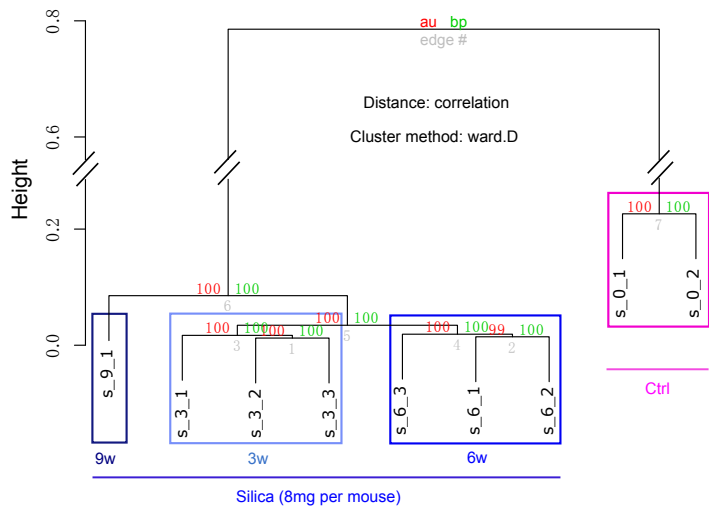 0.8
au bp
edge #
Distance: correlation
0.6
Cluster method: ward.D
Height
100 100
0.2
7
s_0_1
s_0_2
100 100
6
100 100
5
100 100
3
100 100
1
100 100
4
99 100
2
0.0
s_9_1
s_3_1
s_3_2
s_3_3
s_6_3
s_6_1
s_6_2
Ctrl
9w
3w
6w
Silica (8mg per mouse)